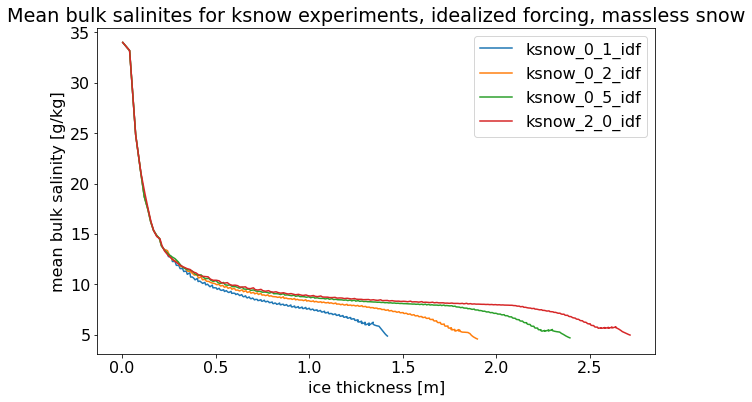 Mean bulk salinites for ksnow experiments, idealized forcing, massless snow
35
30
25
20
15
10
5
mean bulk salinity [g/kg]
ksnow_0_1_idf
ksnow_0_2_idf
ksnow_0_5_idf
ksnow_2_0_idf
0.0 0.5 1.0 1.5 2.0 2.5
ice thickness [m]